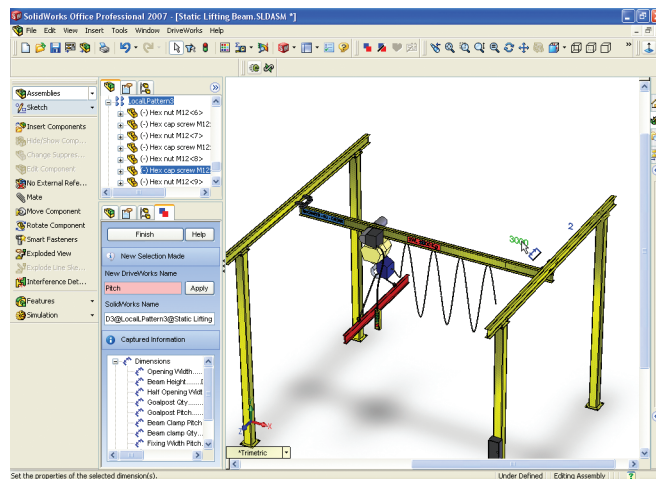 SolidWorks Office Professional 2007 - [Static Lifting Beam.SLDASM *]
File Edit View Insert Tools Window DriveWorks Help
Assemblies
Sketch
Insert Components
Hide/Show Comp...
Change Suppres...
Edit Component
No External Refe...
Mate
Move Component
Rotate Component
Smart Fasteners
Exploded View
Explode Line Ske...
Interference Det...
Features
Simulation
LocalLPattern3
(-) Hex nut M12<6>
(-) Hex cap screw M12
(-) Hex nut M12<7>
(-) Hex cap screw M12
(-) Hex nut M12<8>
(-) Hex cap screw M12
(-) Hex nut M12<9>
Finish Help
New Selection Made
New DriveWorks Name
Pitch Apply
SolidWorks Name
D3@LocalLPattern3@Static Lifting
Captured Information
Dimensions
Opening Width.....
Beam Height.......
Half Opening Widt
Goalpost Qty......
Goalpost Pitch.....
Beam Clamp Pitch
Beam clamp Qty...
Fixing Width Pitch.
3000
2
X
*Trimetric
Set the properties of the selected dimension(s).
Under Defined Editing Assembly ?